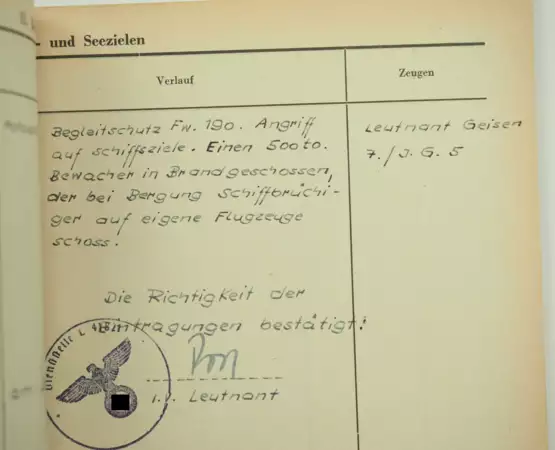 - und Seezielen
Verlauf
Zeugen
Begleitschutz Fw. 190. Angriff
auf Schiffsziele. Einen 500 to.
Bewacher in Brand geschossen,
der bei Bergung Schiffbrüchi-
ger auf eigene Flugzeuge
schoss.
Leutnant Geisen
7./J.G.5
Die Richtigkeit der
Eintragungen bestätigt!
Dienststelle L
Leutnant